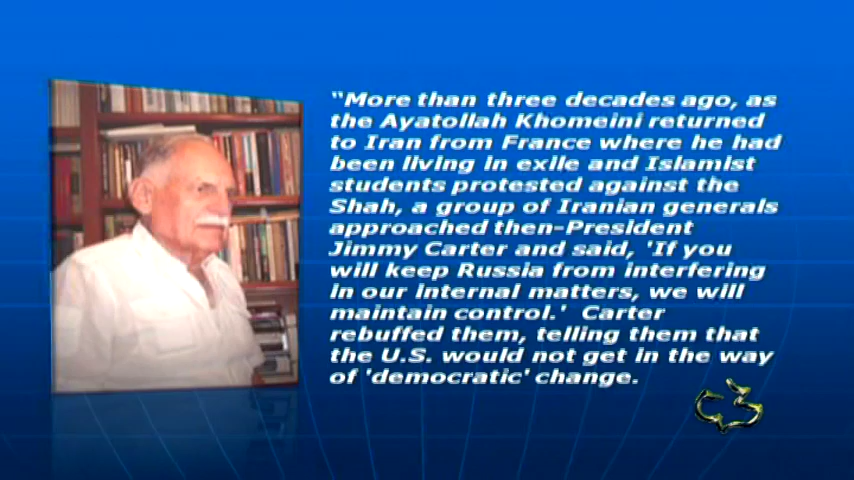 “More than three decades ago, as
the Ayatollah Khomeini returned
to Iran from France where he had
been living in exile and Islamist
students protested against the
Shah, a group of Iranian generals
approached then-President
Jimmy Carter and said, 'If you
will keep Russia from interfering
in our internal matters, we will
maintain control.' Carter
rebuffed them, telling them that
the U.S. would not get in the way
of 'democratic' change.